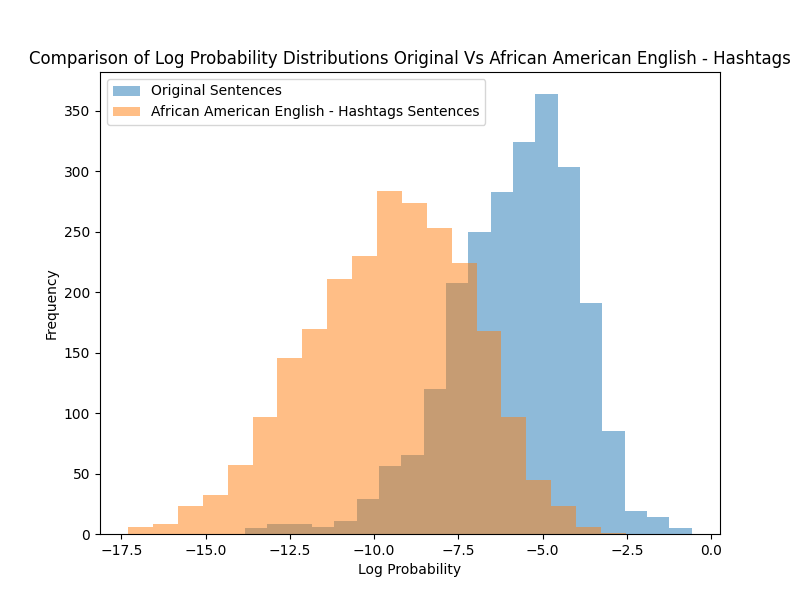 Comparison of Log Probability Distributions Original Vs African American English - Hashtags
Original Sentences
African American English - Hashtags Sentences
350
300
250
200
150
100
50
0
Frequency
−17.5 −15.0 −12.5 −10.0 −7.5 −5.0 −2.5 0.0
Log Probability